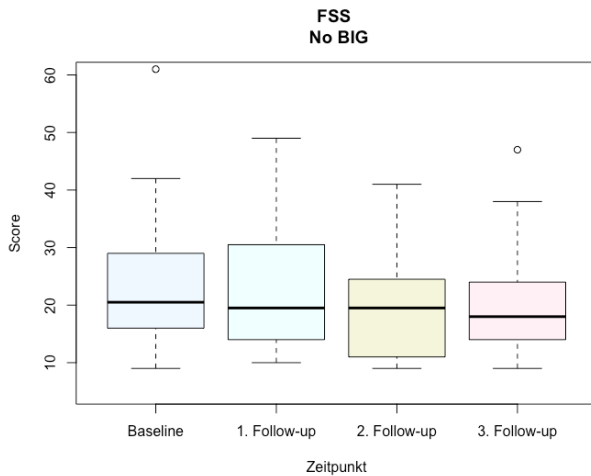 FSS
No BIG
Score
60
50
40
30
20
10
Baseline
1. Follow-up
2. Follow-up
3. Follow-up
Zeitpunkt